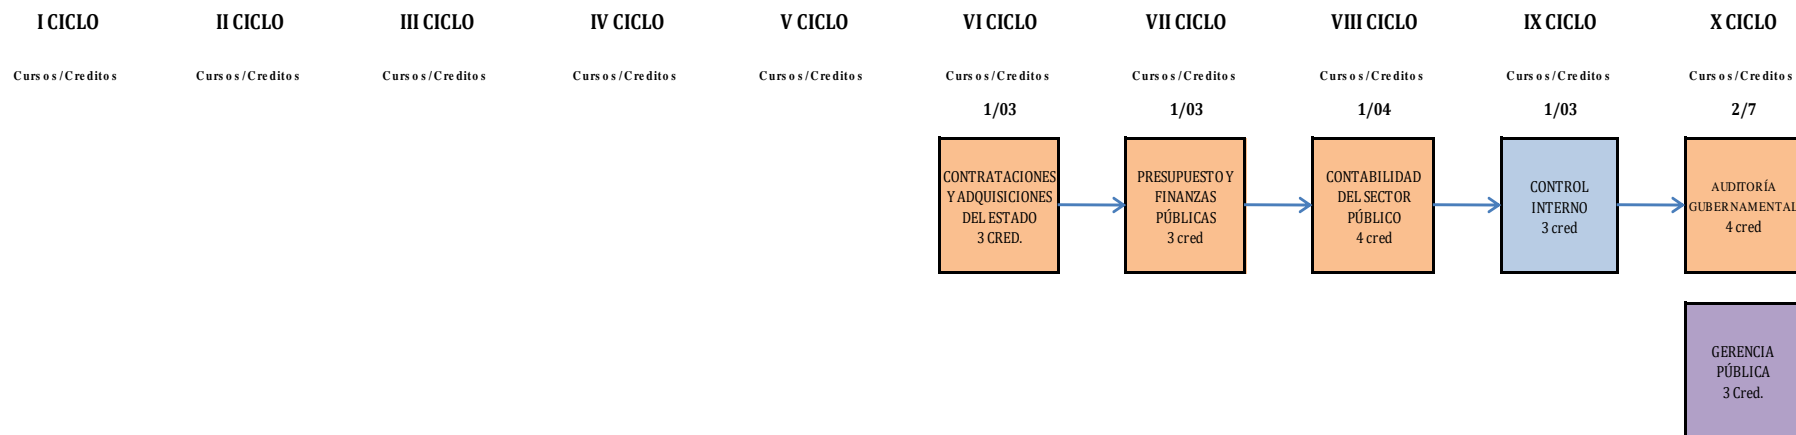 I CICLO
II CICLO
III CICLO
IV CICLO
V CICLO
VI CICLO
VII CICLO
VIII CICLO
IX CICLO
X CICLO
Cursos/Creditos
Cursos/Creditos
Cursos/Creditos
Cursos/Creditos
Cursos/Creditos
Cursos/Creditos
Cursos/Creditos
Cursos/Creditos
Cursos/Creditos
Cursos/Creditos
1/03
1/03
1/04
1/03
2/7
CONTRATACIONES
Y ADQUISICIONES
DEL ESTADO
3 CRED.
PRESUPUESTO Y
FINANZAS
PÚBLICAS
3 cred
CONTABILIDAD
DEL SECTOR
PÚBLICO
4 cred
CONTROL
INTERNO
3 cred
AUDITORÍA
GUBERNAMENTAL
4 cred
GERENCIA
PÚBLICA
3 Cred.